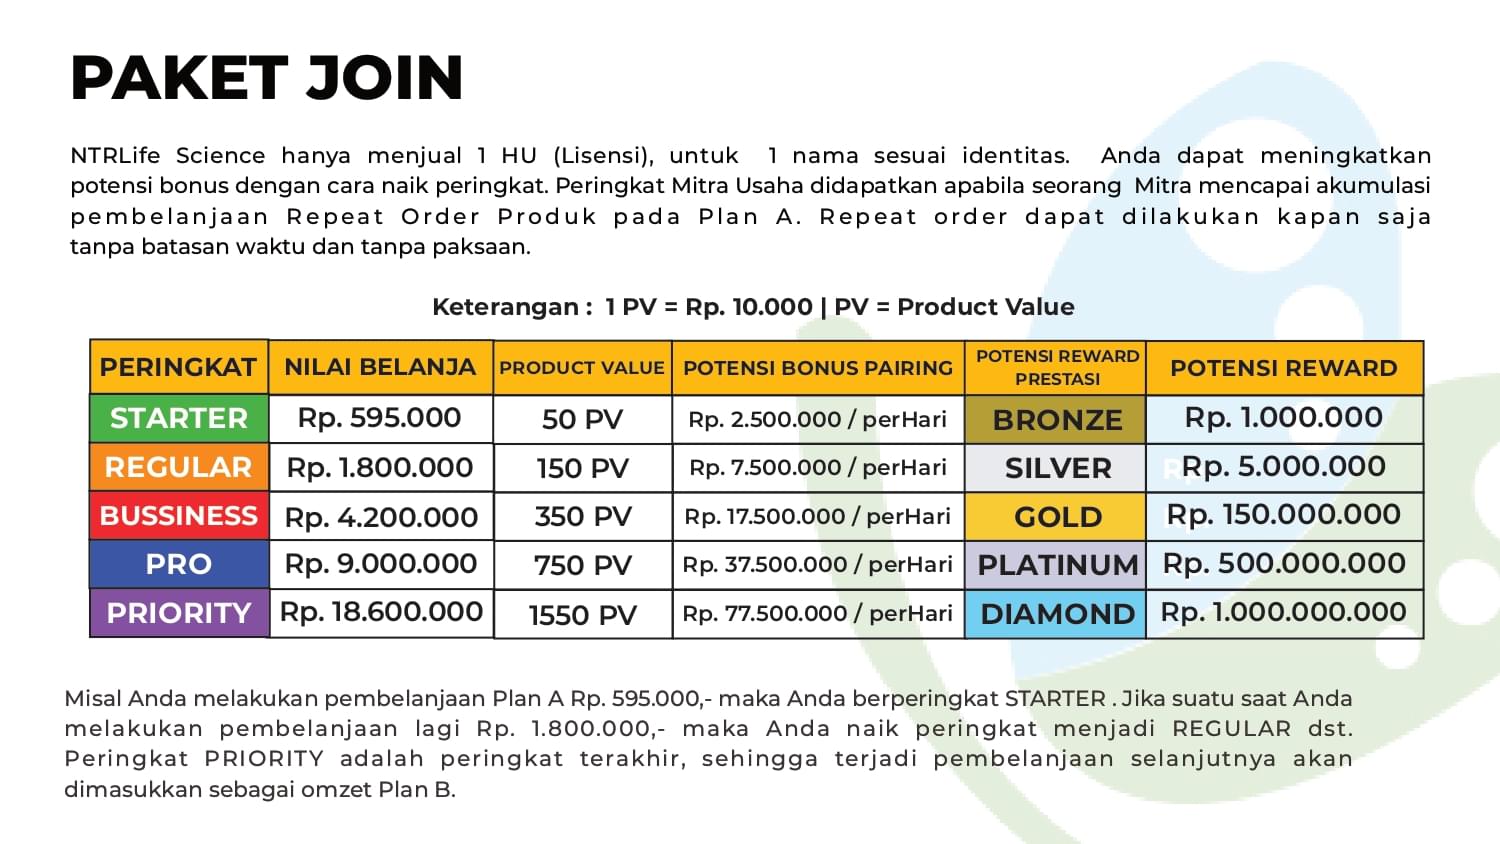 PAKET JOIN
NTRLife Science hanya menjual 1 HU (Lisensi), untuk 1 nama sesuai identitas. Anda dapat meningkatkan
potensi bonus dengan cara naik peringkat. Peringkat Mitra Usaha didapatkan apabila seorang Mitra mencapai akumulasi
pembelanjaan Repeat Order Produk pada Plan A. Repeat order dapat dilakukan kapan saja
tanpa batasan waktu dan tanpa paksaan.
Keterangan : 1 PV = Rp. 10.000 | PV = Product Value
PERINGKAT NILAI BELANJA PRODUCT VALUE POTENSI BONUS PAIRING POTENSI REWARD PRESTASI POTENSI REWARD
STARTER Rp. 595.000 50 PV Rp. 2.500.000 / perHari BRONZE Rp. 1.000.000
REGULAR Rp. 1.800.000 150 PV Rp. 7.500.000 / perHari SILVER Rp. 5.000.000
BUSSINESS Rp. 4.200.000 350 PV Rp. 17.500.000 / perHari GOLD Rp. 150.000.000
PRO Rp. 9.000.000 750 PV Rp. 37.500.000 / perHari PLATINUM Rp. 500.000.000
PRIORITY Rp. 18.600.000 1550 PV Rp. 77.500.000 / perHari DIAMOND Rp. 1.000.000.000
Misal Anda melakukan pembelanjaan Plan A Rp. 595.000,- maka Anda berperingkat STARTER . Jika suatu saat Anda
melakukan pembelanjaan lagi Rp. 1.800.000,- maka Anda naik peringkat menjadi REGULAR dst.
Peringkat PRIORITY adalah peringkat terakhir, sehingga terjadi pembelanjaan selanjutnya akan
dimasukkan sebagai omzet Plan B.